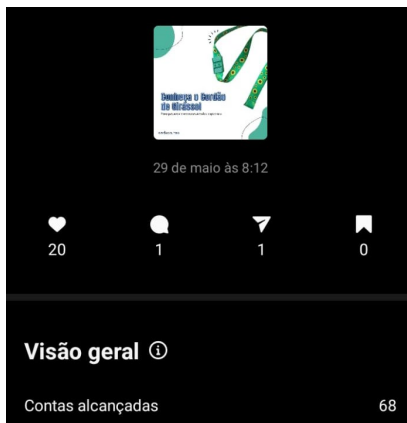 Conheça o Cordão
de Girassol
29 de maio às 8:12
20
1
1
0
Visão geral
Contas alcançadas
68